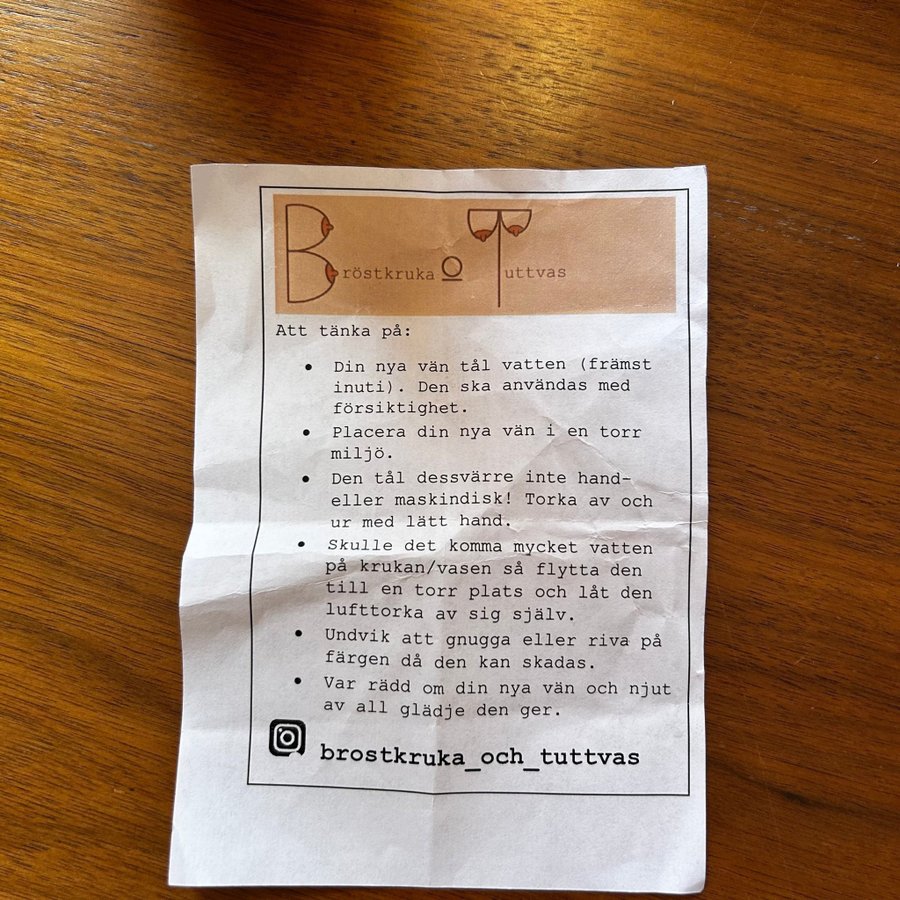 Bröstkruka o Tuttvas
Att tänka på:
• Din nya vän tål vatten (främst
inuti). Den ska användas med
försiktighet.
• Placera din nya vän i en torr
miljö.
• Den tål dessvärre inte hand-
eller maskindisk! Torka av och
ur med lätt hand.
• Skulle det komma mycket vatten
på krukan/vasen så flytta den
till en torr plats och låt den
lufttorka av sig själv.
• Undvik att gnugga eller riva på
färgen då den kan skadas.
• Var rädd om din nya vän och njut
av all glädje den ger.
brostkruka_och_tuttvas